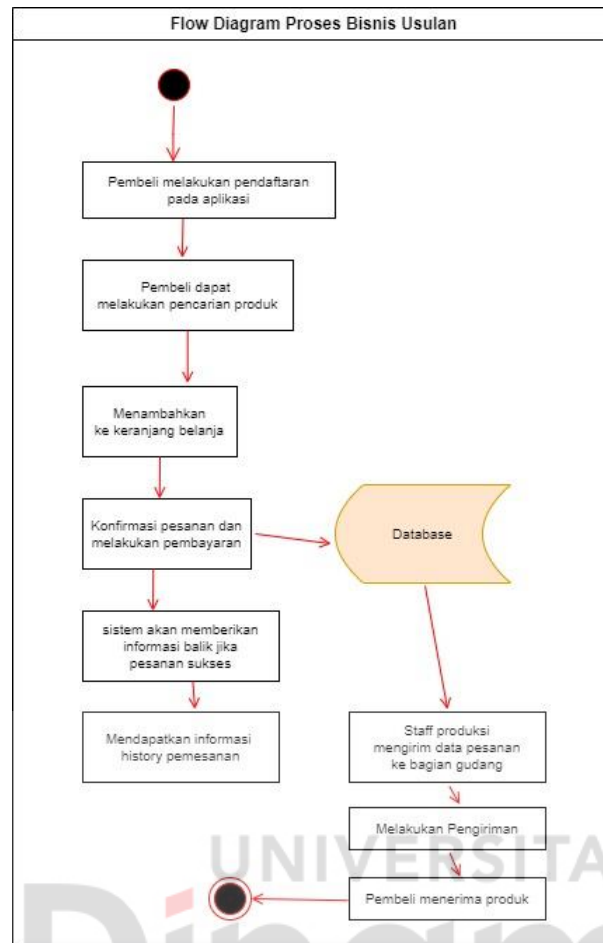 Flow Diagram Proses Bisnis Usulan
Pembeli melakukan pendaftaran
pada aplikasi
Pembeli dapat
melakukan pencarian produk
Menambahkan
ke keranjang belanja
Konfirmasi pesanan dan
melakukan pembayaran
Database
sistem akan memberikan
informasi balik jika
pesanan sukses
Mendapatkan informasi
history pemesanan
Staff produksi
mengirim data pesanan
ke bagian gudang
Melakukan Pengiriman
Pembeli menerima produk
UNIVERSITA
Dinam